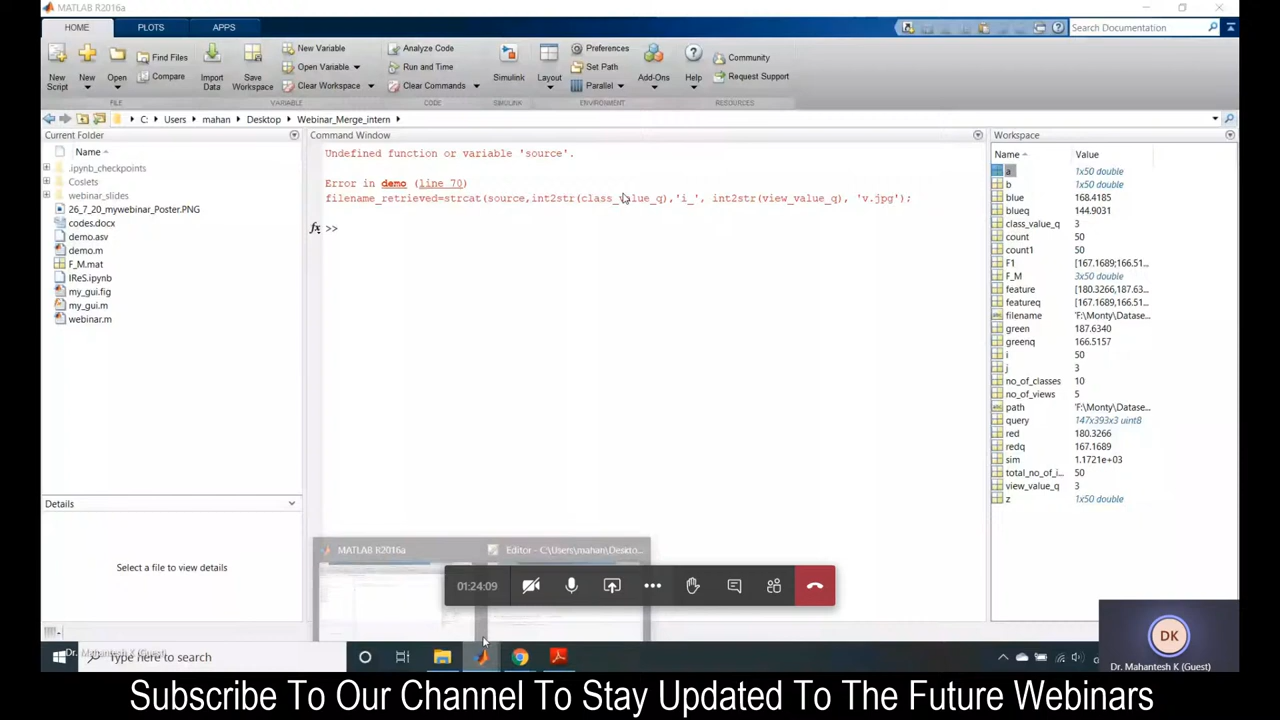 MATLAB R2016a
HOME PLOTS APPS Search Documentation
New Script New Open Find Files Compare Import Data Save Workspace New Variable Open Variable Clear Workspace Analyze Code Run and Time Clear Commands Simulink Layout Preferences Set Path Parallel Add-Ons Help Community Request Support
FILE VARIABLE CODE SIMULINK ENVIRONMENT RESOURCES
C: Users mahan Desktop Webinar_Merge_intern
Current Folder
Name
.ipynb_checkpoints
Coslets
webinar_slides
26_7_20_mywebinar_Poster.PNG
codes.docx
demo.asv
demo.m
F_M.mat
IReS.ipynb
my_gui.fig
my_gui.m
webinar.m
Details
Select a file to view details
Command Window
Undefined function or variable 'source'.
Error in demo (line 70)
filename_retrieved=strcat(source,int2str(class_value_q),'i_', int2str(view_value_q), 'v.jpg');
fx >>
Workspace
Name Value
a 1x50 double
b 1x50 double
blue 168.4185
blueq 144.9031
class_value_q 3
count 50
count1 50
F1 [167.1689;166.51...
F_M 3x50 double
feature [180.3266,187.63...
featureq [167.1689,166.51...
filename 'F:\Monty\Datase...
green 187.6340
greenq 166.5157
i 50
j 3
no_of_classes 10
no_of_views 5
path 'F:\Monty\Datase...
query 147x393x3 uint8
red 180.3266
redq 167.1689
sim 1.1721e+03
total_no_of_i... 50
view_value_q 3
z 1x50 double
MATLAB R2016a Editor - C:\Users\mahan\Deskto...
01:24:09
DK
Dr. Mahantesh K (Guest)
Dr. Mahantesh K (Guest)
Type here to search
Subscribe To Our Channel To Stay Updated To The Future Webinars